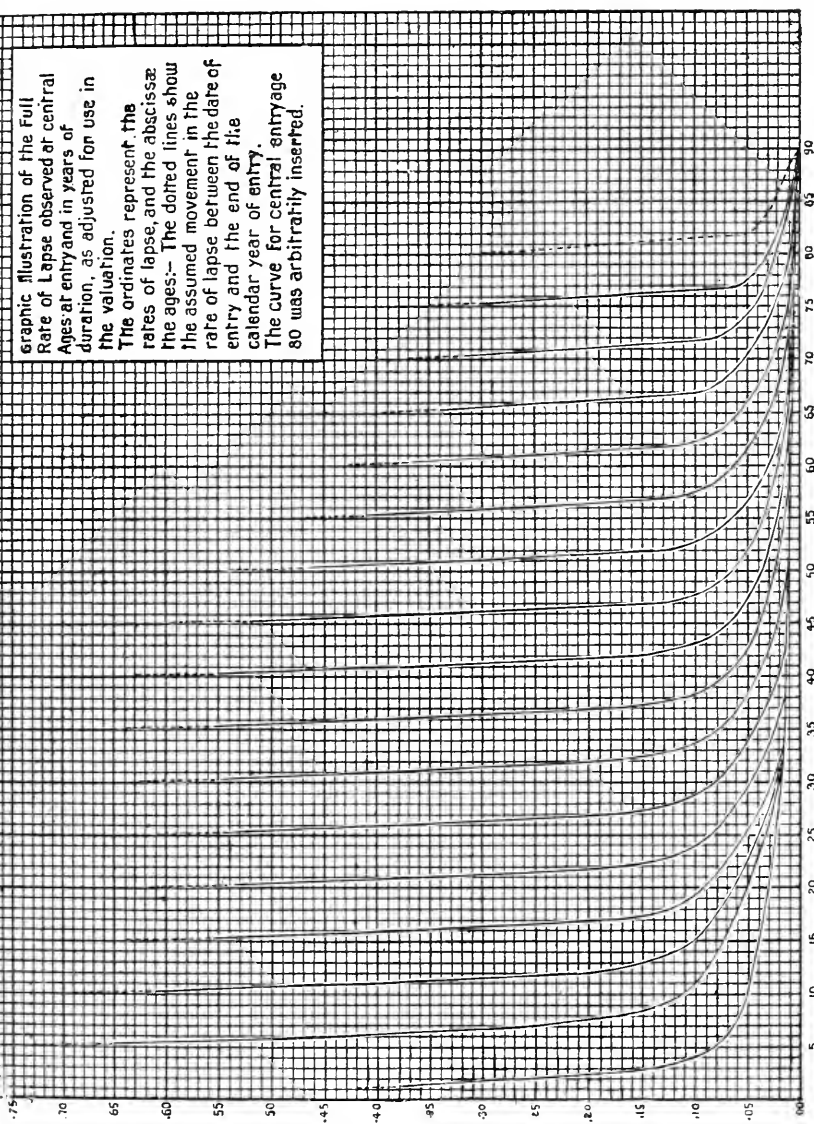 Graphic Illustration of the Full
Rate of Lapse observed at central
Ages at entry and in years of
duration, as adjusted for use in
the valuation.
The ordinates represent the
rates of lapse, and the abscissæ
the ages:— The dotted lines show
the assumed movement in the
rate of lapse between the date of
entry and the end of the
calendar year of entry.
The curve for central entry age
80 was arbitratily inserted.
.75
.70
.65
.60
.55
.50
.45
.40
.35
.30
.25
.10
.05
.00
5
10
15
20
25
30
35
40
45
50
55
60
65
70
75
80
85
90